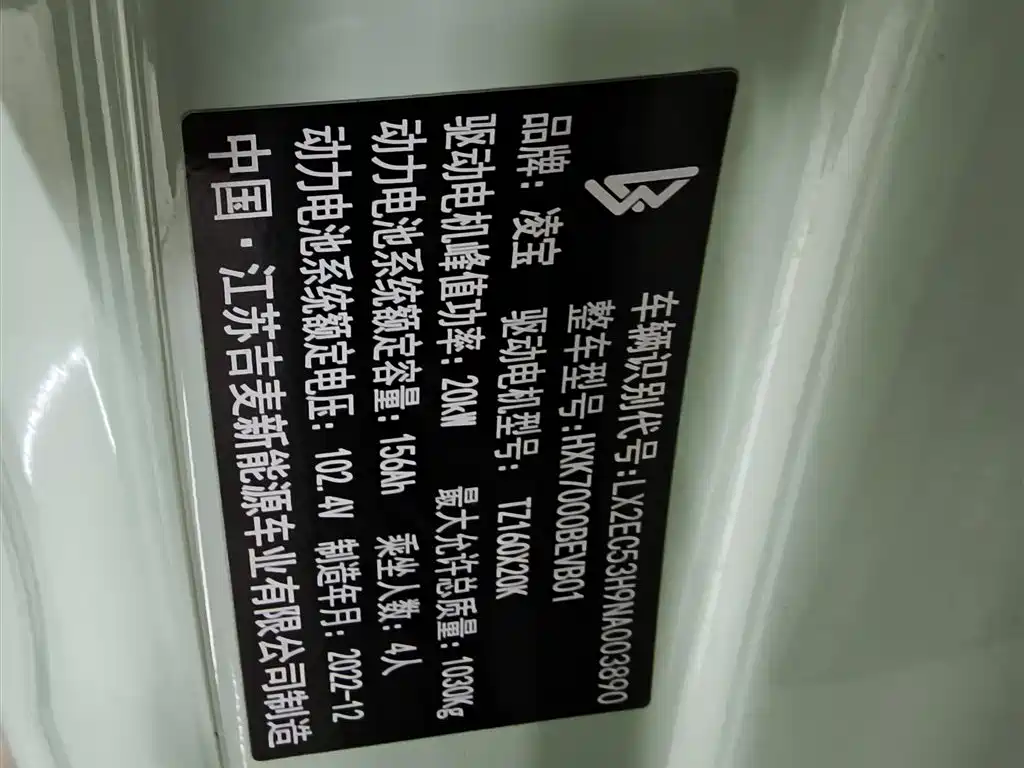 车辆识别代号:LX2EC53H9NA003890
整车型号:HXK7000BEVB01
品牌: 凌宝 驱动电机型号: TZ160X20K
驱动电机峰值功率: 20kW 最大允许总质量: 1030Kg
动力电池系统额定容量: 156Ah 乘坐人数: 4人
动力电池系统额定电压: 102.4V 制造年月: 2022-12
中国·江苏吉麦新能源车业有限公司制造